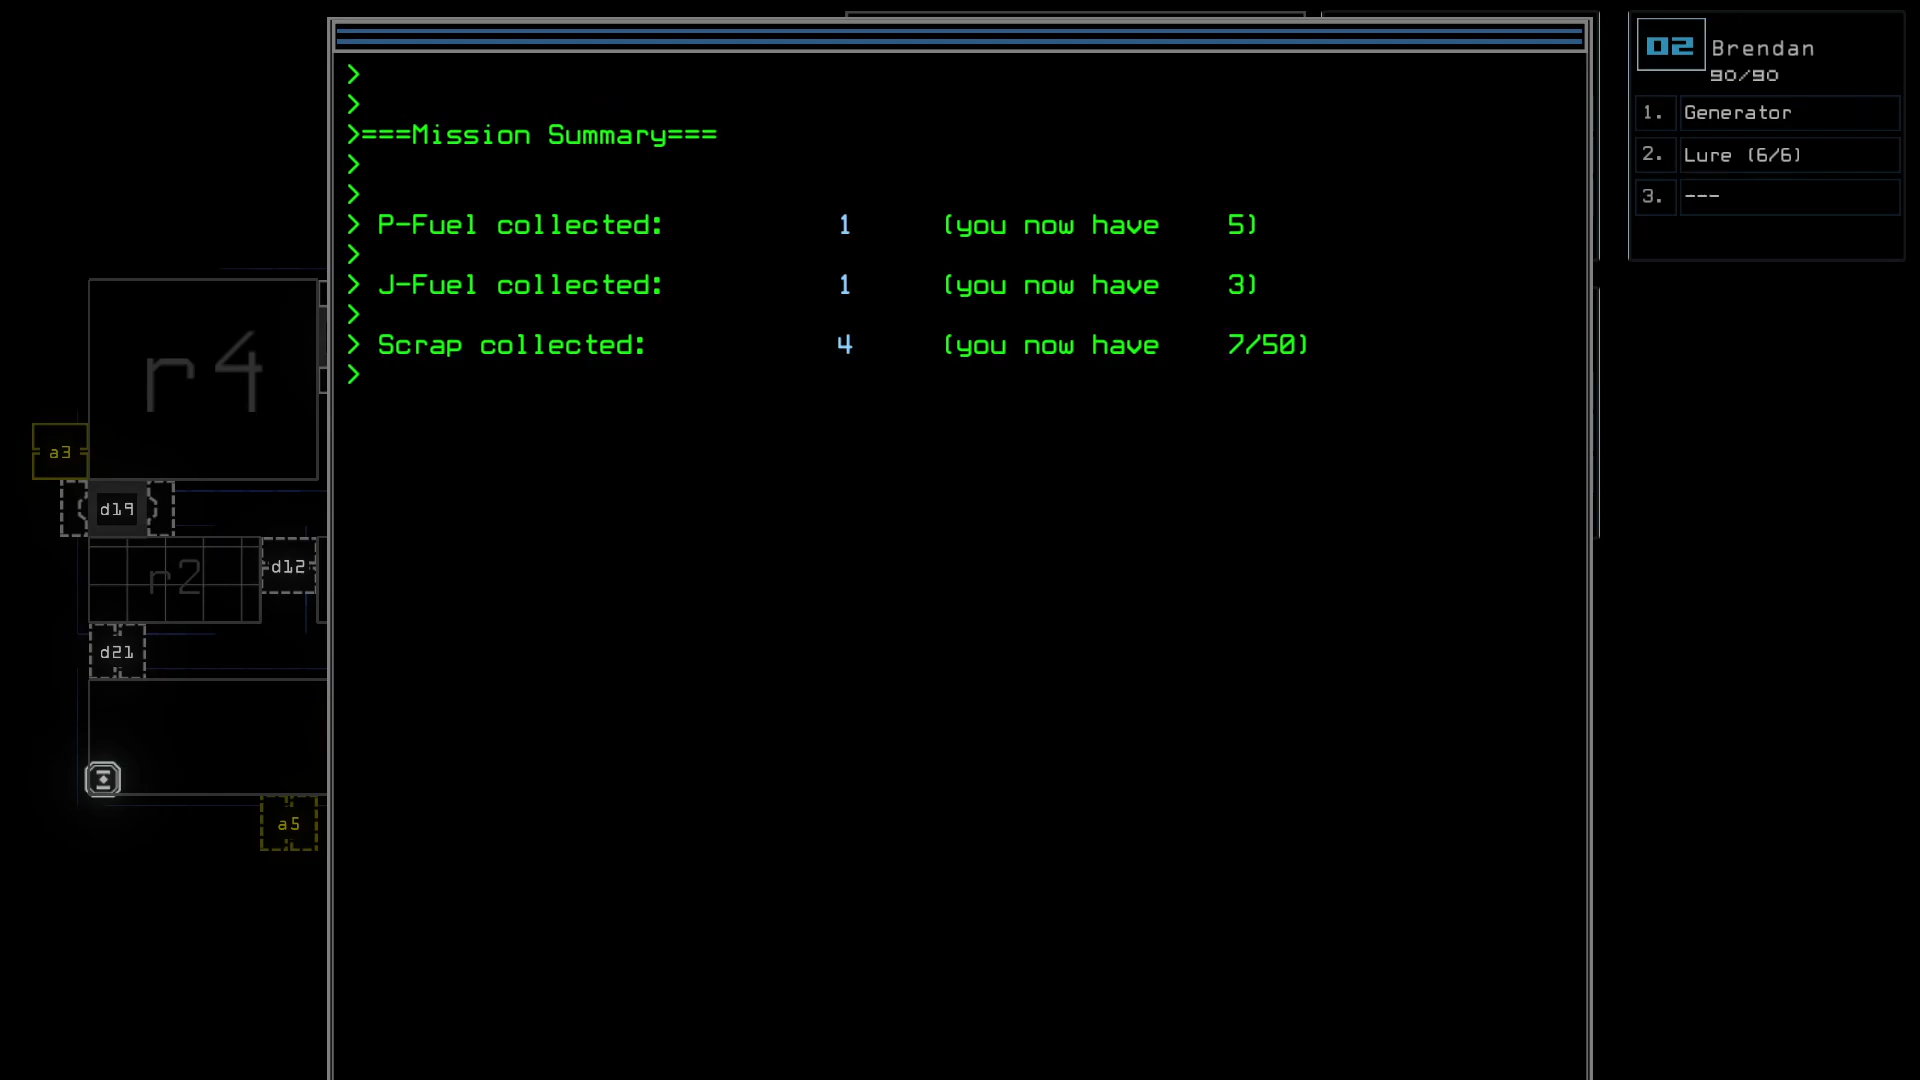 >
>
>===Mission Summary===
>
>
> P-Fuel collected: 1 (you now have 5)
>
> J-Fuel collected: 1 (you now have 3)
>
> Scrap collected: 4 (you now have 7/50)
>
02 Brendan
90/90
1. Generator
2. Lure (6/6)
3. ---
r4
a3
d19
r2
d12
d21
a5